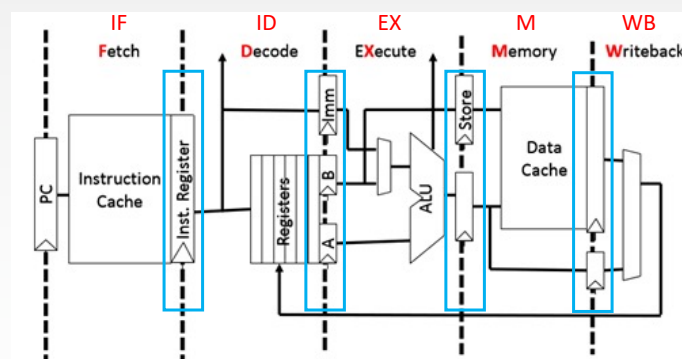 IF ID EX M WB
Fetch Decode EXecute Memory Writeback
PC
Instruction
Cache
Inst. Register
Registers
Imm
B
A
ALU
Store
Data
Cache